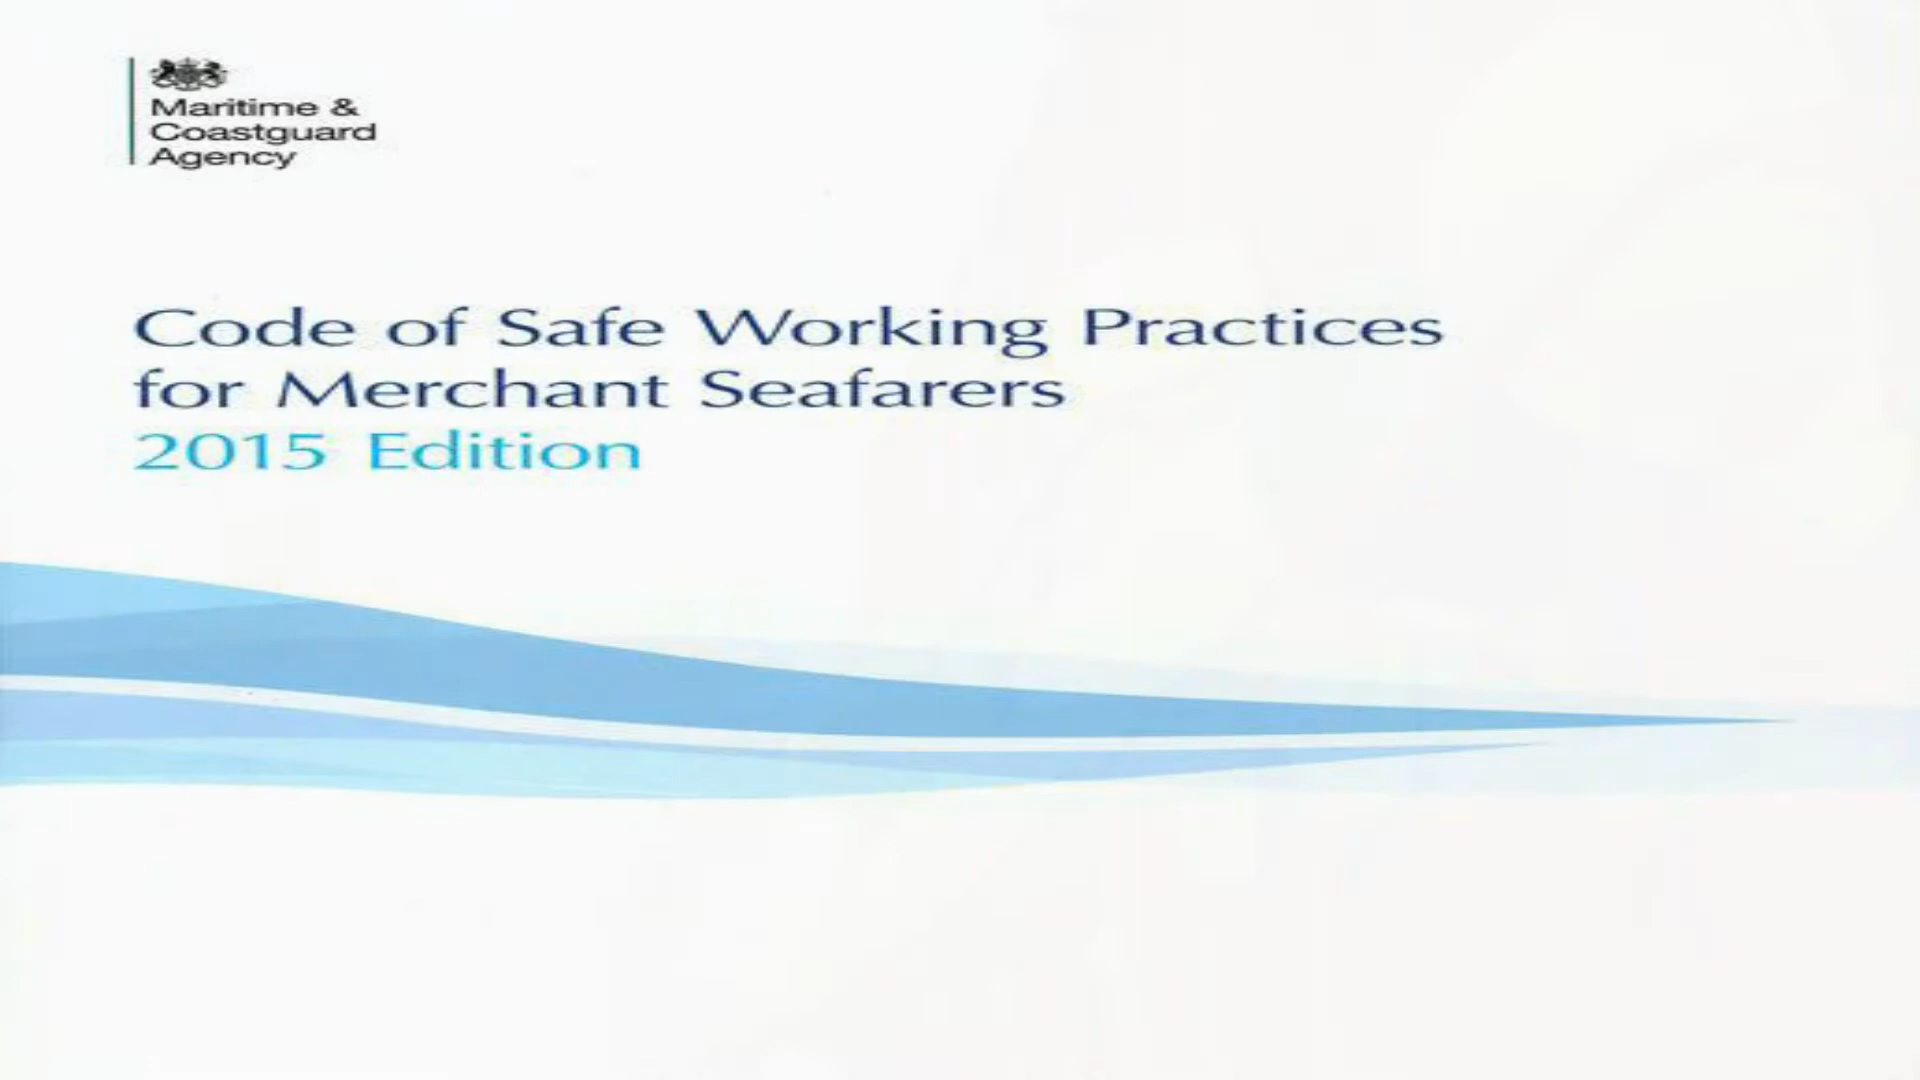 Maritime &
Coastguard
Agency
Code of Safe Working Practices
for Merchant Seafarers
2015 Edition